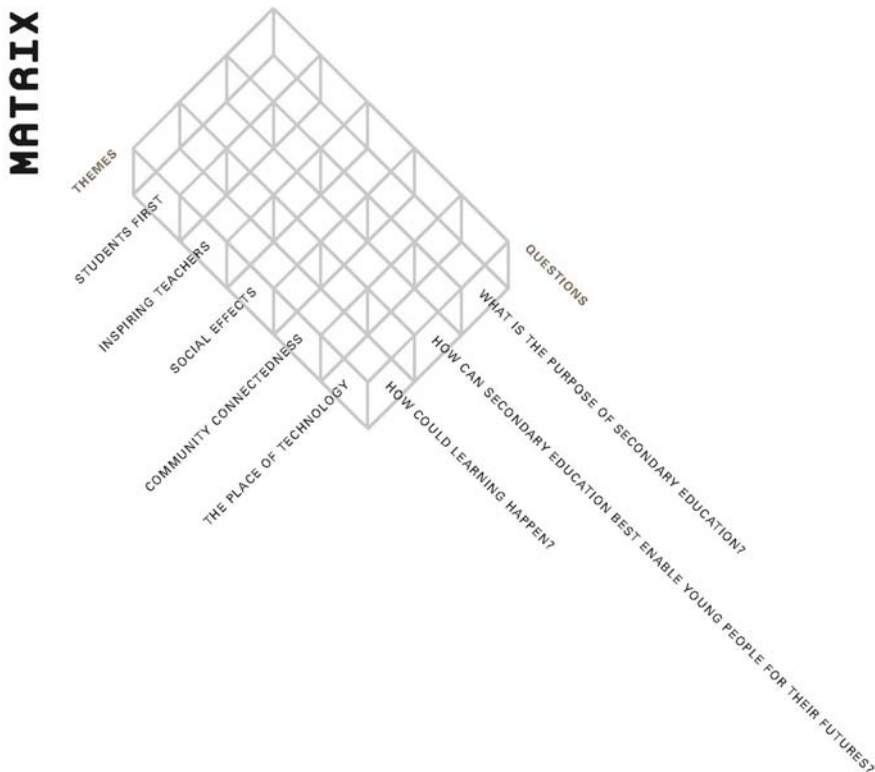 MATRIX
THEMES
STUDENTS FIRST
INSPIRING TEACHERS
SOCIAL EFFECTS
COMMUNITY CONNECTEDNESS
THE PLACE OF TECHNOLOGY
QUESTIONS
WHAT IS THE PURPOSE OF SECONDARY EDUCATION?
HOW CAN SECONDARY EDUCATION BEST ENABLE YOUNG PEOPLE FOR THEIR FUTURES?
HOW COULD LEARNING HAPPEN?